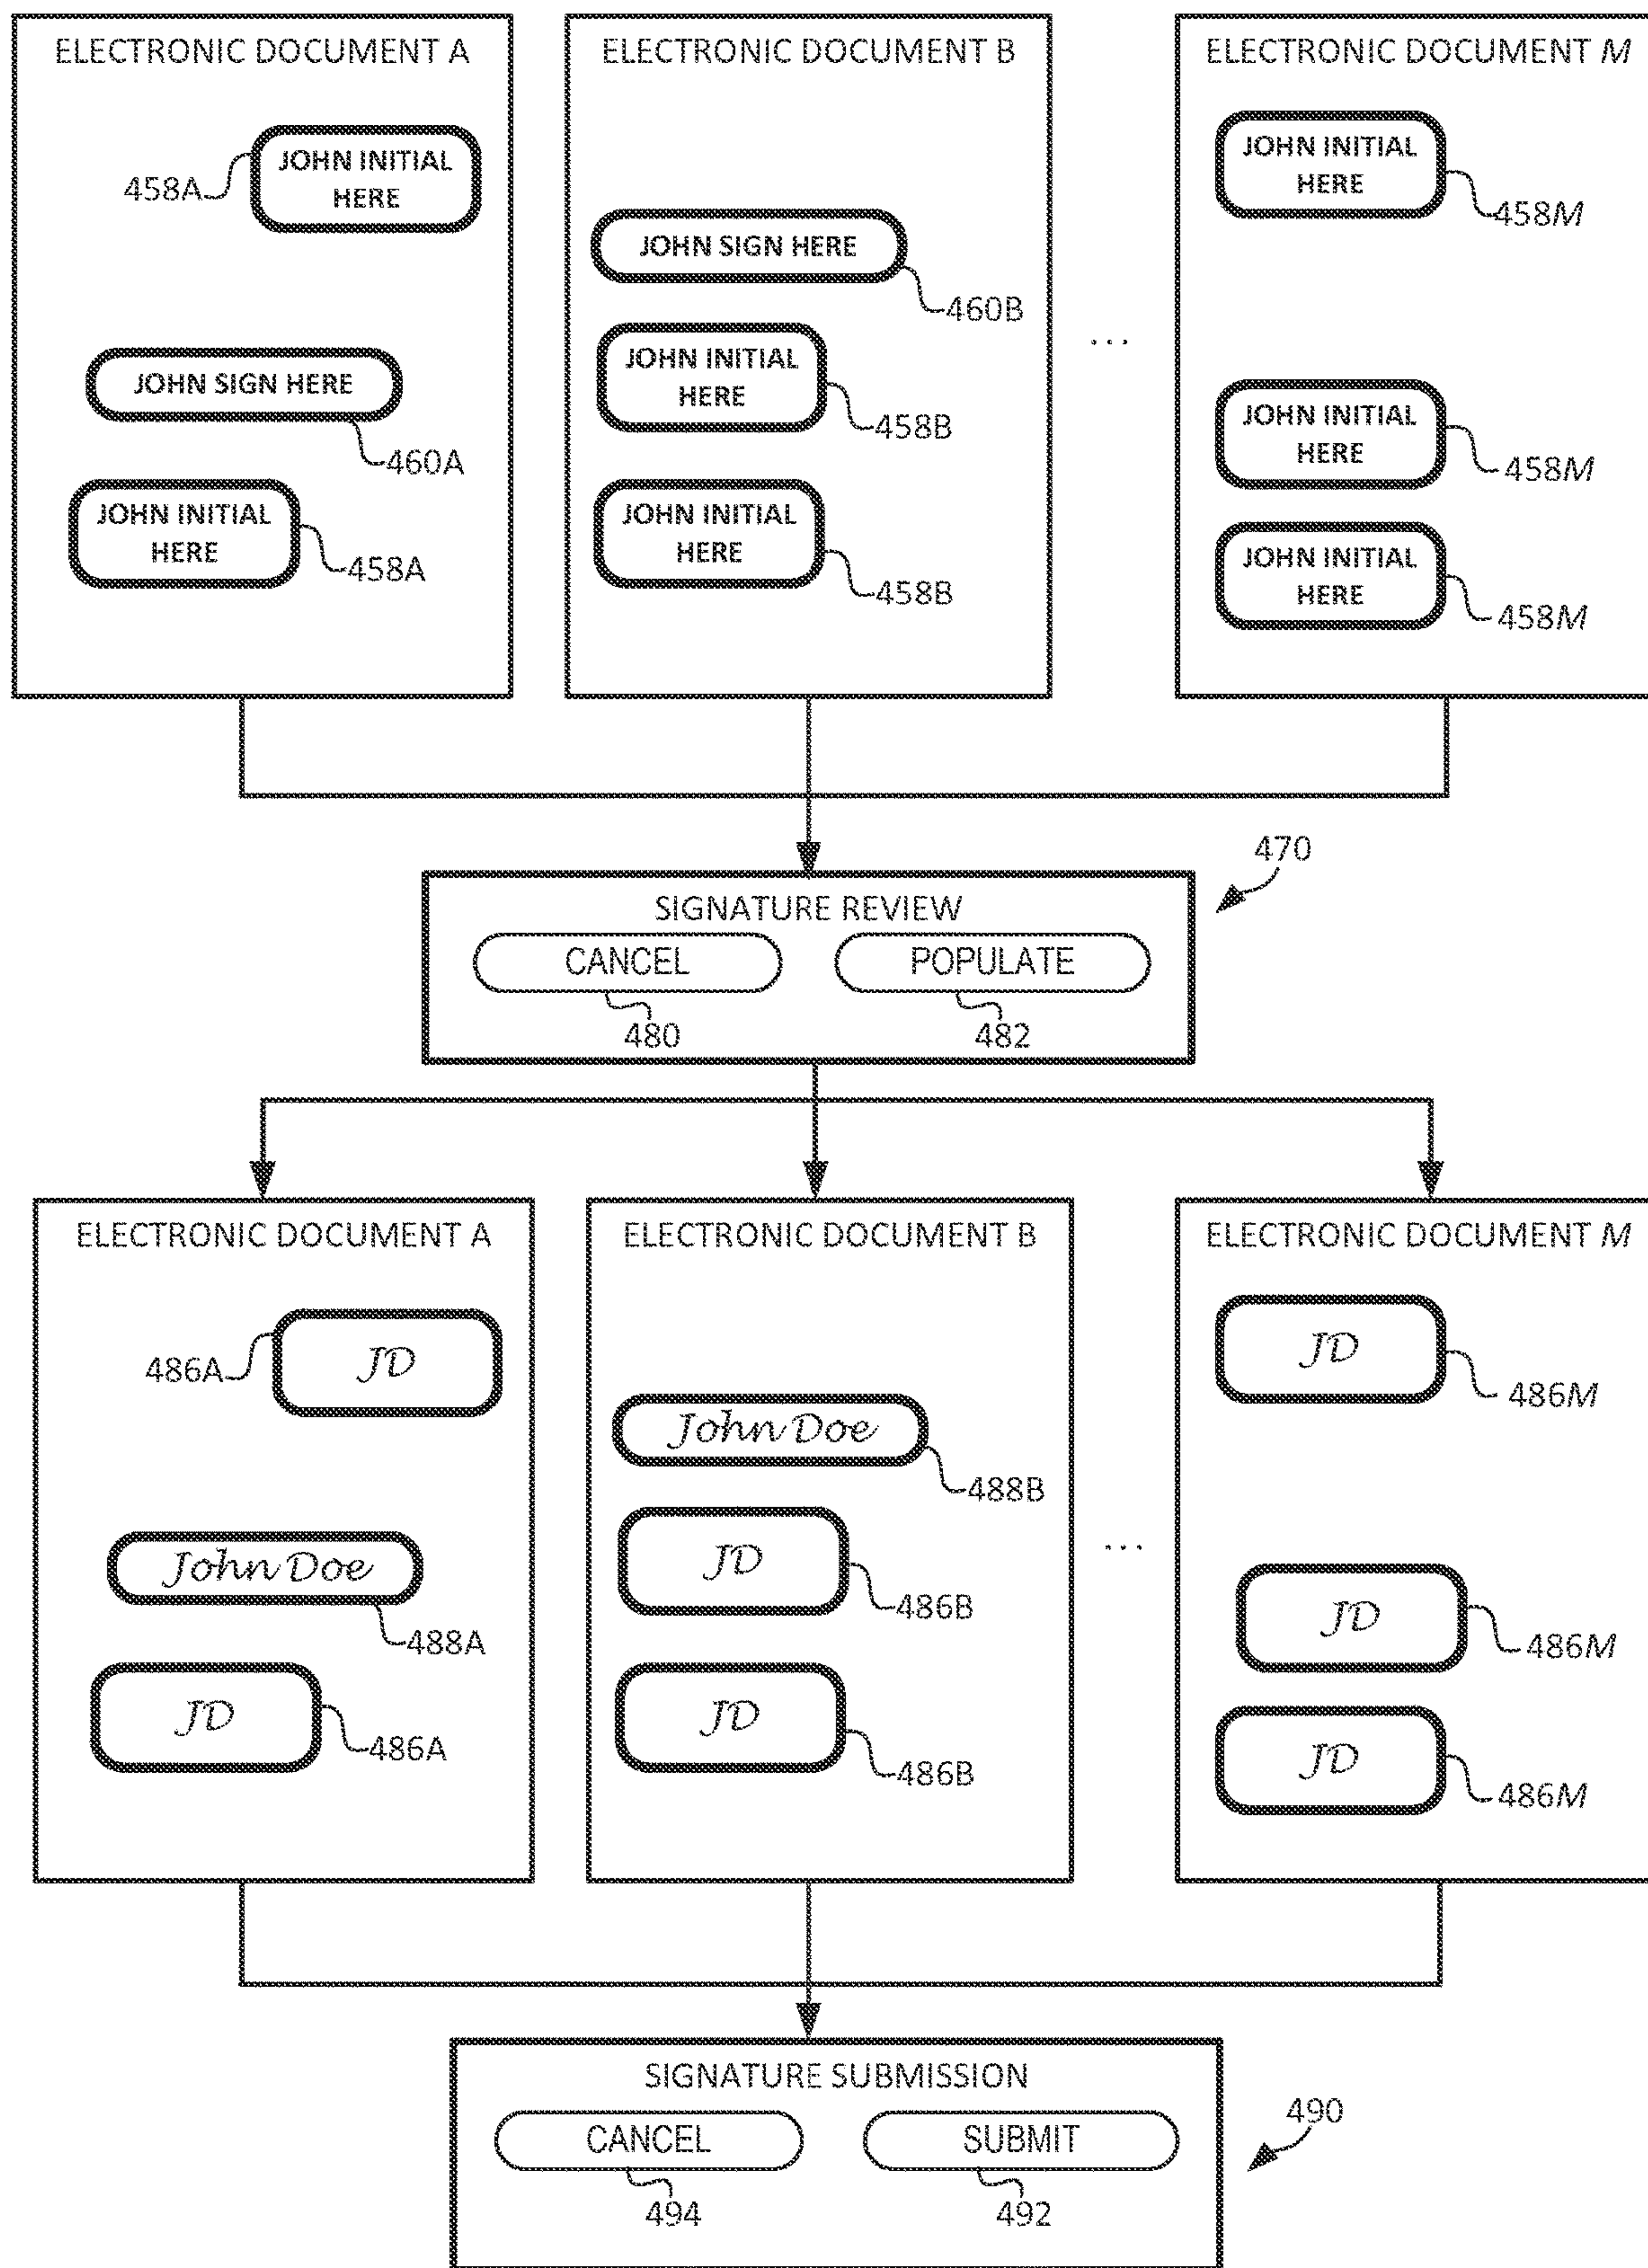 ELECTRONIC DOCUMENT A
JOHN INITIAL
HERE
458A
JOHN SIGN HERE
460A
JOHN INITIAL
HERE
458A
ELECTRONIC DOCUMENT B
JOHN SIGN HERE
460B
JOHN INITIAL
HERE
458B
JOHN INITIAL
HERE
458B
...
ELECTRONIC DOCUMENT M
JOHN INITIAL
HERE
458M
JOHN INITIAL
HERE
458M
JOHN INITIAL
HERE
458M
470
SIGNATURE REVIEW
CANCEL
POPULATE
480
482
ELECTRONIC DOCUMENT A
JD
486A
John Doe
488A
JD
486A
ELECTRONIC DOCUMENT B
John Doe
488B
JD
486B
JD
486B
...
ELECTRONIC DOCUMENT M
JD
486M
JD
486M
JD
486M
SIGNATURE SUBMISSION
490
CANCEL
SUBMIT
494
492